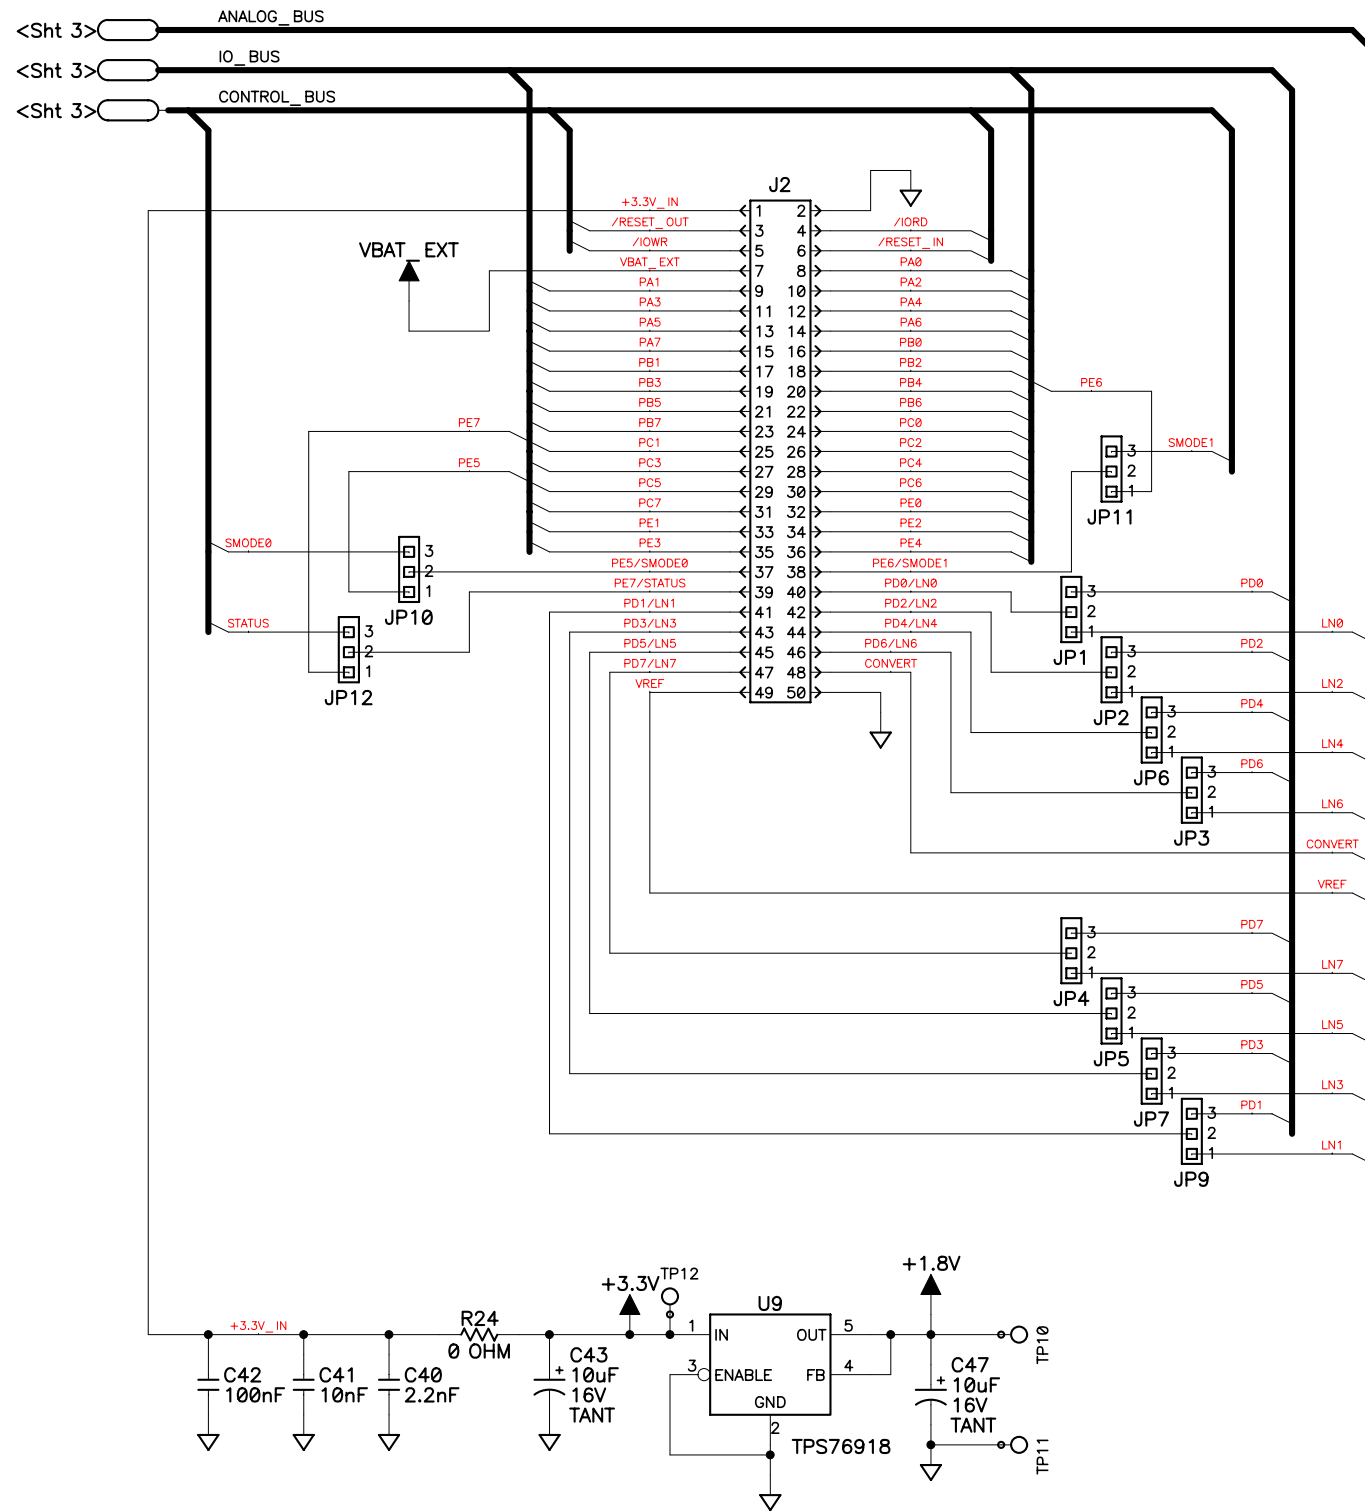 <Sht 3> ANALOG_BUS
<Sht 3> IO_BUS
<Sht 3> CONTROL_BUS
J2
+3.3V_IN 1 2
/RESET_OUT 3 4 /IORD
/IOWR 5 6 /RESET_IN
VBAT_EXT
VBAT_EXT 7 8 PA0
PA1 9 10 PA2
PA3 11 12 PA4
PA5 13 14 PA6
PA7 15 16 PB0
PB1 17 18 PB2
PB3 19 20 PB4 PE6
PB5 21 22 PB6
PE7 PB7 23 24 PC0
PC1 25 26 PC2 3 SMODE1
PE5 PC3 27 28 PC4 2
PC5 29 30 PC6 1
JP11
PC7 31 32 PE0
PE1 33 34 PE2
SMODE0 3 PE3 35 36 PE4
2 PE5/SMODE0 37 38 PE6/SMODE1
1 PE7/STATUS 39 40 PD0/LN0 3 PD0
JP10
PD1/LN1 41 42 PD2/LN2 2
STATUS 3 PD3/LN3 43 44 PD4/LN4 1 LN0
JP1
2 PD5/LN5 45 46 PD6/LN6 3 PD2
1 PD7/LN7 47 48 CONVERT 2
JP12
VREF 49 50 1 LN2
JP2
3 PD4
2
1 LN4
JP6
3 PD6
2
1 LN6
JP3
CONVERT
VREF
3 PD7
2
1 LN7
JP4
3 PD5
2
1 LN5
JP5
3 PD3
2
1 LN3
JP7
3 PD1
2
1 LN1
JP9
+3.3V TP12
+1.8V
U9
+3.3V_IN
R24
0 OHM
1 IN OUT 5
3 ENABLE FB 4
GND
2
TPS76918
TP10
TP11
C42
100nF
C41
10nF
C40
2.2nF
C43
+ 10uF
16V
TANT
C47
+ 10uF
16V
TANT